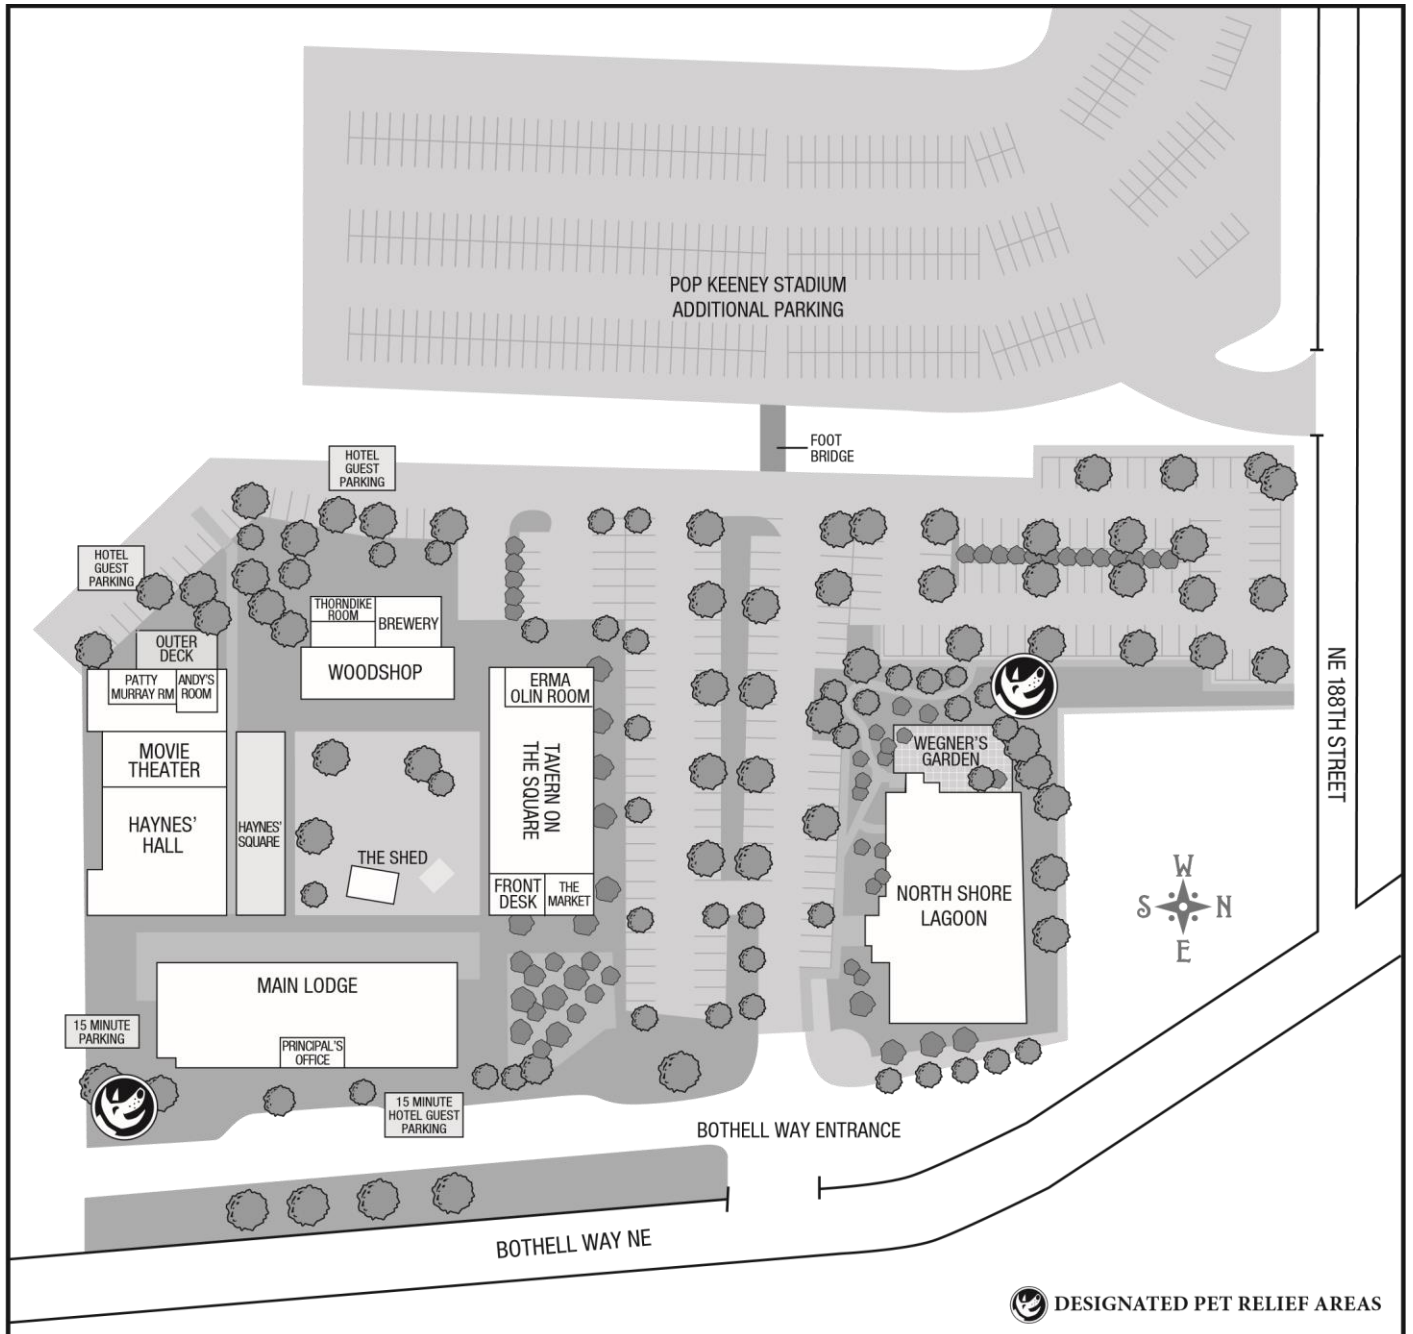 POP KEENEY STADIUM
ADDITIONAL PARKING
FOOT
BRIDGE
HOTEL
GUEST
PARKING
HOTEL
GUEST
PARKING
THORNDIKE
ROOM
BREWERY
WOODSHOP
OUTER
DECK
PATTY
MURRAY RM
ANDY'S
ROOM
ERMA
OLIN ROOM
MOVIE
THEATER
TAVERN ON
THE SQUARE
WEGNER'S
GARDEN
NE 188TH STREET
HAYNES'
HALL
HAYNES'
SQUARE
THE SHED
FRONT
DESK
THE
MARKET
NORTH SHORE
LAGOON
W
S
N
E
MAIN LODGE
15 MINUTE
PARKING
PRINCIPAL'S
OFFICE
15 MINUTE
HOTEL GUEST
PARKING
BOTHELL WAY ENTRANCE
BOTHELL WAY NE
DESIGNATED PET RELIEF AREAS